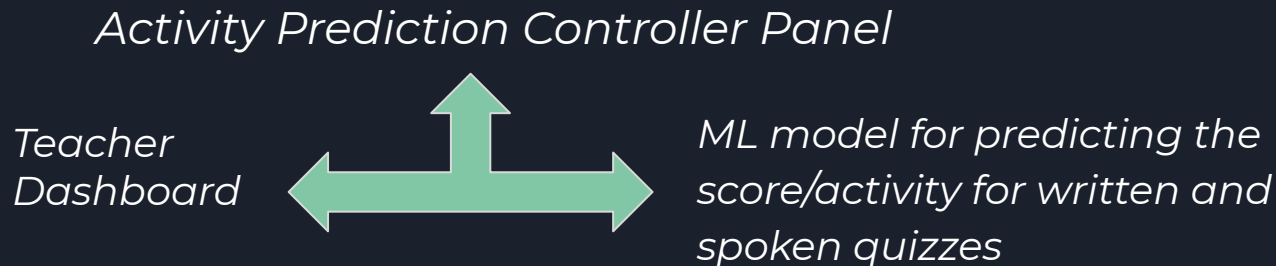 Activity Prediction Controller Panel
Teacher
Dashboard
ML model for predicting the
score/activity for written and
spoken quizzes